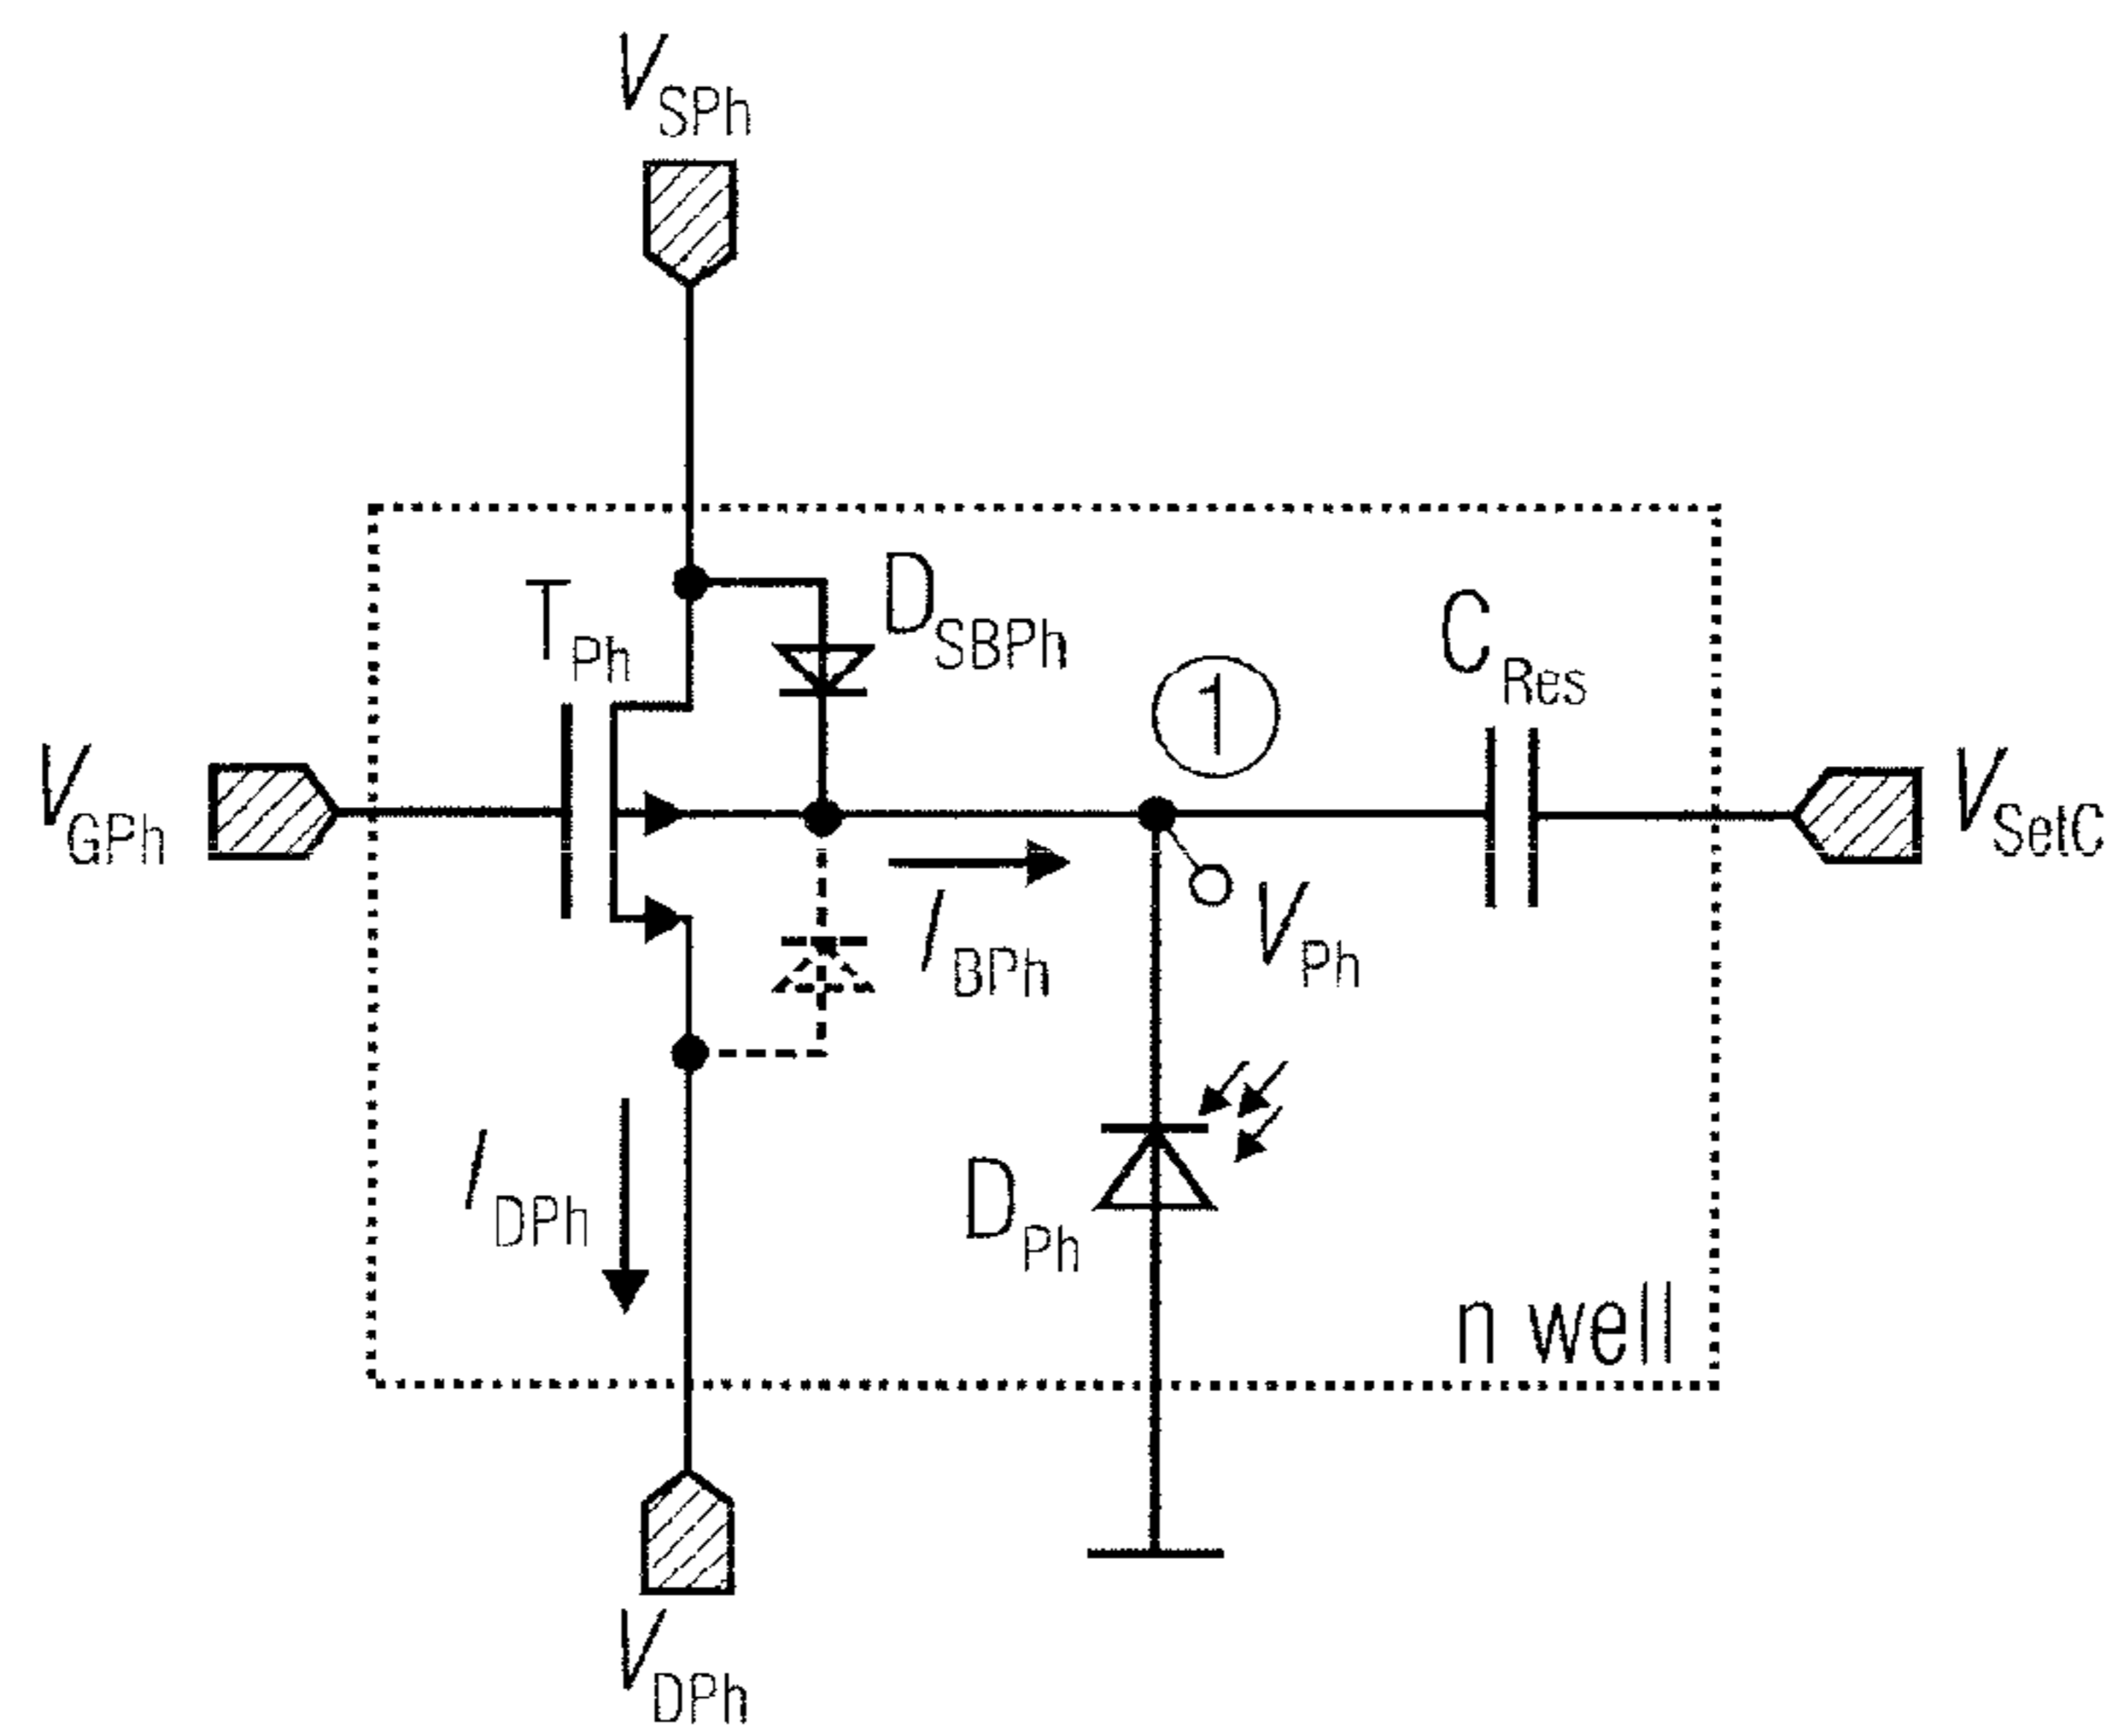 V_SPh
T_Ph
D_SBPh
C_Res
1
V_GPh
V_SetC
I_BPh
V_Ph
I_DPh
D_Ph
n well
V_DPh